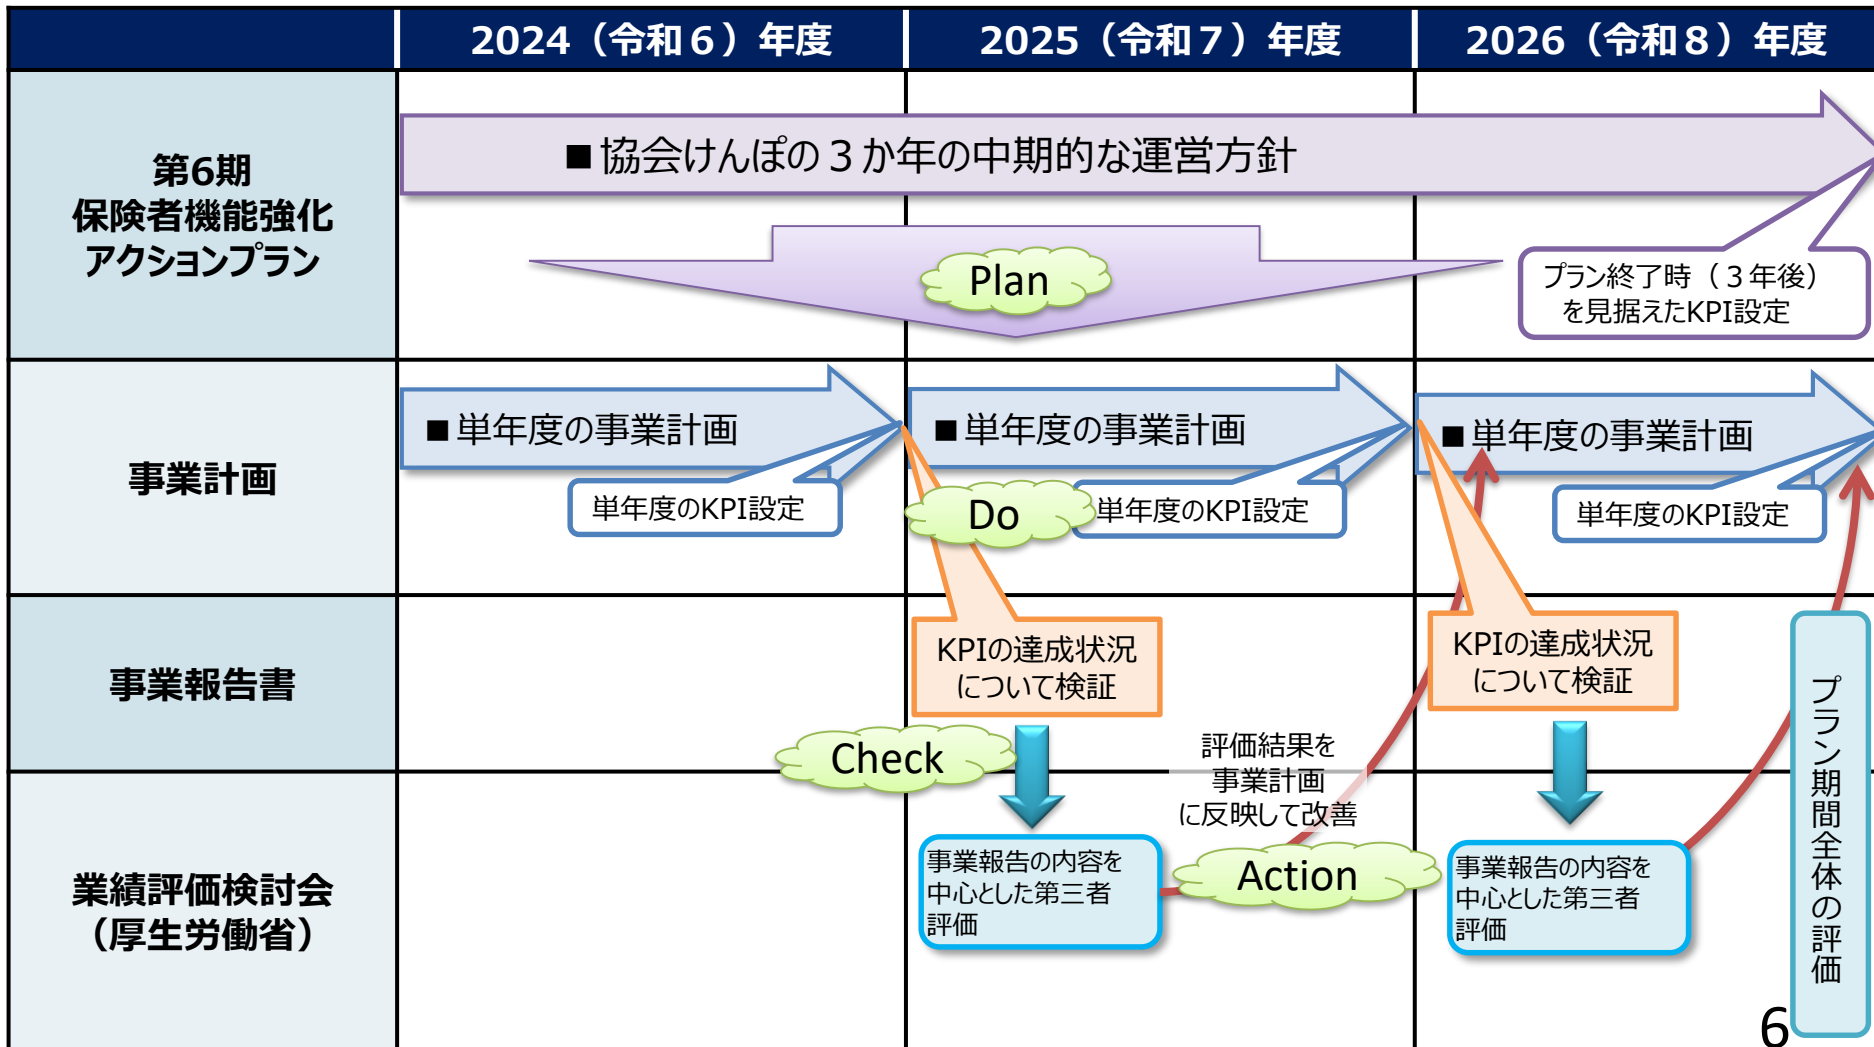 2024（令和６）年度
2025（令和７）年度
2026（令和８）年度
第6期
保険者機能強化
アクションプラン
■協会けんぽの３か年の中期的な運営方針
Plan
プラン終了時（３年後）
を見据えたKPI設定
事業計画
■単年度の事業計画
単年度のKPI設定
■単年度の事業計画
Do
単年度のKPI設定
■単年度の事業計画
単年度のKPI設定
事業報告書
KPIの達成状況
について検証
KPIの達成状況
について検証
Check
評価結果を
事業計画
に反映して改善
業績評価検討会
（厚生労働省）
事業報告の内容を
中心とした第三者
評価
Action
事業報告の内容を
中心とした第三者
評価
プラン期間全体の評価
6